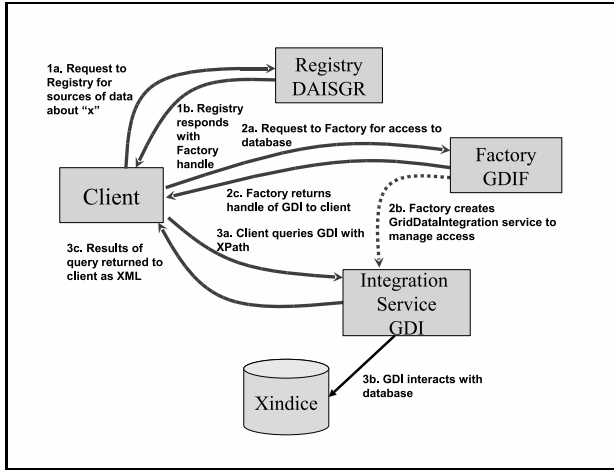 1a. Request to
Registry for
sources of data
about “x”
Registry
DAISGR
1b. Registry
responds
with
Factory
handle
2a. Request to Factory for access to
database
Factory
GDIF
Client
2c. Factory returns
handle of GDI to client
2b. Factory creates
GridDataIntegration service to
manage access
3a. Client queries GDI with
XPath
3c. Results of
query returned to
client as XML
Integration
Service
GDI
3b. GDI interacts with
database
Xindice